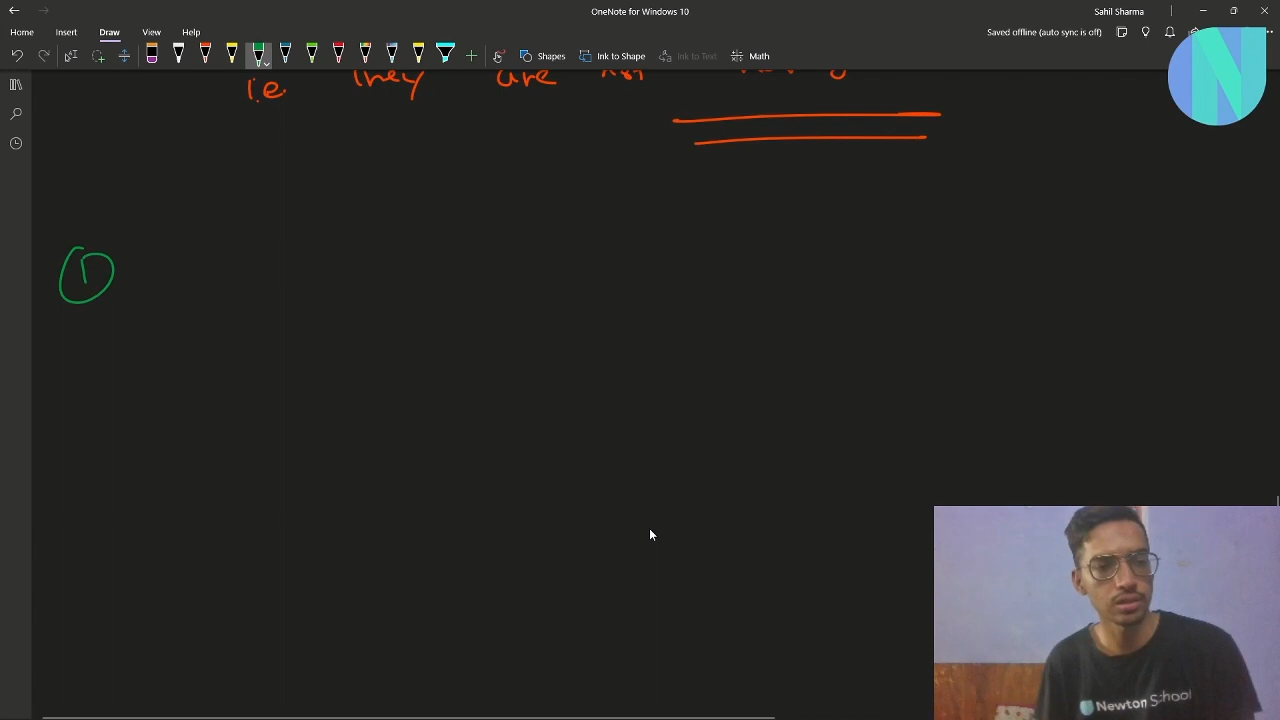 OneNote for Windows 10
Sahil Sharma
Home Insert Draw View Help
Saved offline (auto sync is off)
Shapes Ink to Shape Ink to Text Math
i.e they are not
1
Newton School